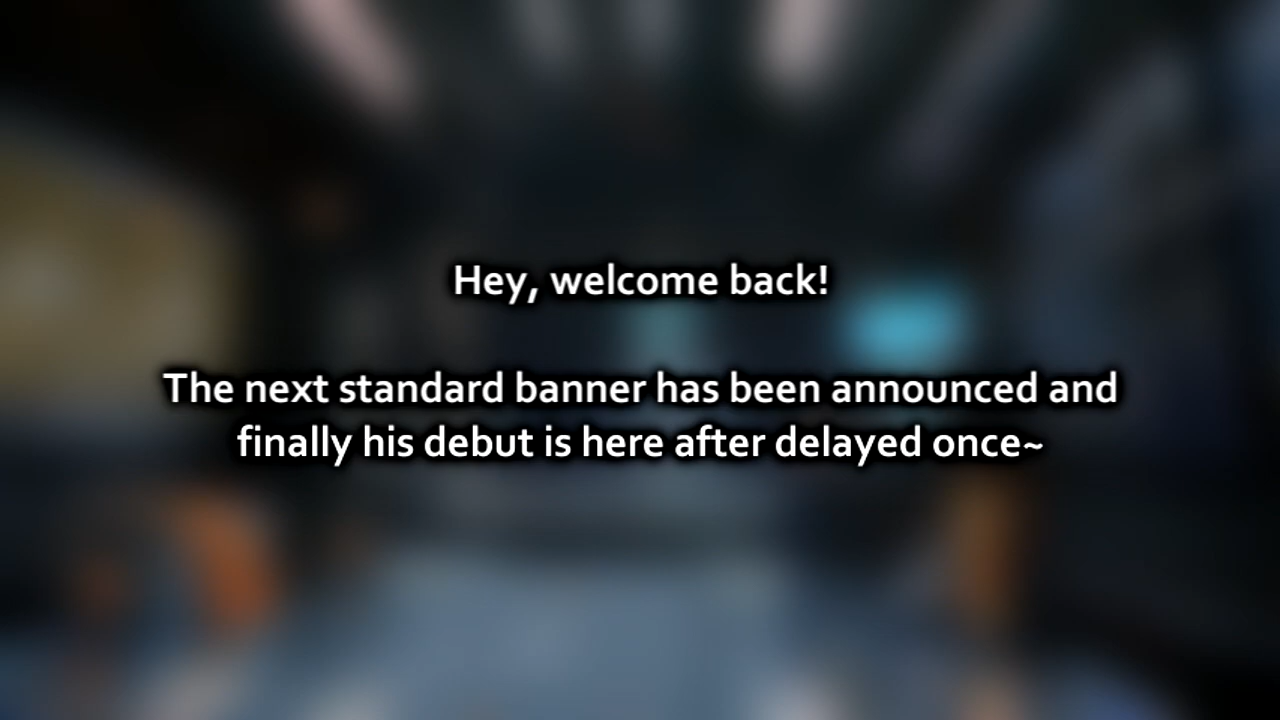 Hey, welcome back!
The next standard banner has been announced and
finally his debut is here after delayed once~